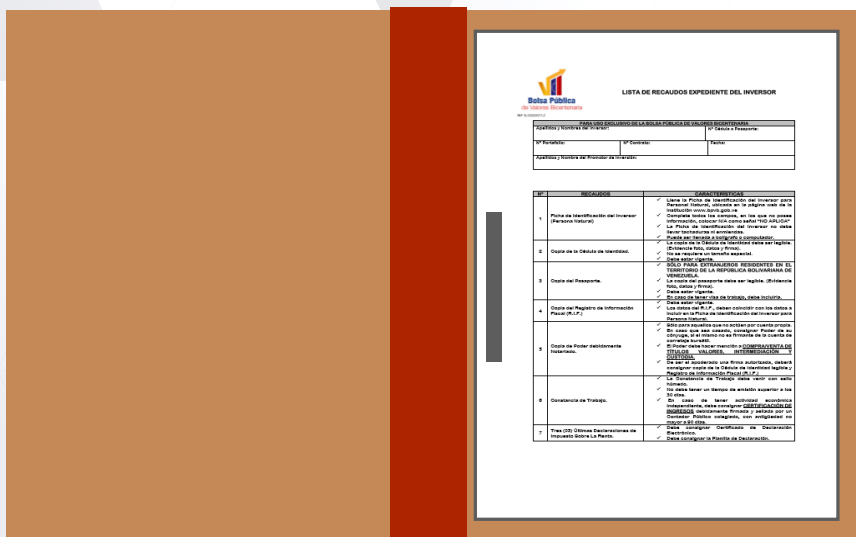 Bolsa Pública
de Valores Bicentenaria
LISTA DE RECAUDOS EXPEDIENTE DEL INVERSOR
PARA USO EXCLUSIVO DE LA BOLSA PÚBLICA DE VALORES BICENTENARIA
Apellidos y Nombres del Inversor: Nº Cédula o Pasaporte:
Nº Portafolio: Nº Contrato: Fecha:
Apellidos y Nombre del Promotor de Inversión:
Nº RECAUDOS CARACTERÍSTICAS
1 Ficha de Identificación del Inversor (Persona Natural)
✓ Llene la Ficha de Identificación del Inversor para
Personal Natural, ubicada en la página web de la
institución www.bpvb.gob.ve
✓ Complete todos los campos, en los que no posee
información, colocar N/A como señal "NO APLICA"
✓ La Ficha de Identificación del Inversor no debe
llevar tachaduras ni enmiendas.
✓ Puede ser llenada a bolígrafo o computador.
2 Copia de la Cédula de Identidad.
✓ La copia de la Cédula de Identidad debe ser legible.
(Evidencie foto, datos y firma).
✓ No se requiere un tamaño especial.
✓ Debe estar vigente.
3 Copia del Pasaporte.
✓ SÓLO PARA EXTRANJEROS RESIDENTES EN EL
TERRITORIO DE LA REPÚBLICA BOLIVARIANA DE
VENEZUELA.
✓ La copia del pasaporte debe ser legible. (Evidencie
foto, datos y firma).
✓ Debe estar vigente.
✓ En caso de tener visa de trabajo, debe incluirla.
4 Copia del Registro de Información Fiscal (R.I.F.)
✓ Debe estar vigente.
✓ Los datos del R.I.F., deben coincidir con los datos a
incluir en la Ficha de Identificación del Inversor para
Persona Natural.
5 Copia de Poder debidamente Notariado.
✓ Sólo para aquellos que no actúen por cuenta propia.
✓ En caso que sea casado, consignar Poder de su
cónyuge, si el mismo no es firmante de la cuenta de
corretaje bursátil.
✓ El Poder debe hacer mención a COMPRA/VENTA DE
TÍTULOS VALORES, INTERMEDIACIÓN Y
CUSTODIA.
✓ De ser el apoderado una firma autorizada, deberá
consignar copia de la Cédula de Identidad legible y
Registro de Información Fiscal (R.I.F.)
6 Constancia de Trabajo.
✓ La Constancia de Trabajo debe venir con sello
húmedo.
✓ No debe tener un tiempo de emisión superior a los
30 días.
✓ En caso de tener actividad económica
independiente, debe consignar CERTIFICACIÓN DE
INGRESOS debidamente firmada y sellada por un
Contador Público colegiado, con antigüedad no
mayor a 90 días.
7 Tres (03) Últimas Declaraciones de Impuesto Sobre La Renta.
✓ Debe consignar Certificado de Declaración
Electrónico.
✓ Debe consignar la Planilla de Declaración.